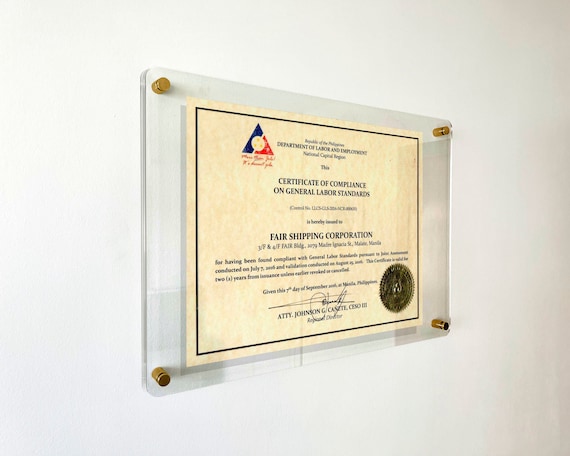 Republic of the Philippines
DEPARTMENT OF LABOR AND EMPLOYMENT
National Capital Region
This
CERTIFICATE OF COMPLIANCE
ON GENERAL LABOR STANDARDS
is hereby issued to
FAIR SHIPPING CORPORATION
3/F & 4/F FAIR Bldg., 2079 Madre Ignacia St., Malate, Manila
for having been found compliant with General Labor Standards pursuant to Joint Assessment
conducted on July 7, 2016 and validation conducted on August 25, 2016. This Certificate is valid for
two (2) years from issuance unless earlier revoked or cancelled.
Given this 7th day of September 2016, at Manila, Philippines.
ATTY. JOHNSON G. CAÑETE, CESO III
Regional Director